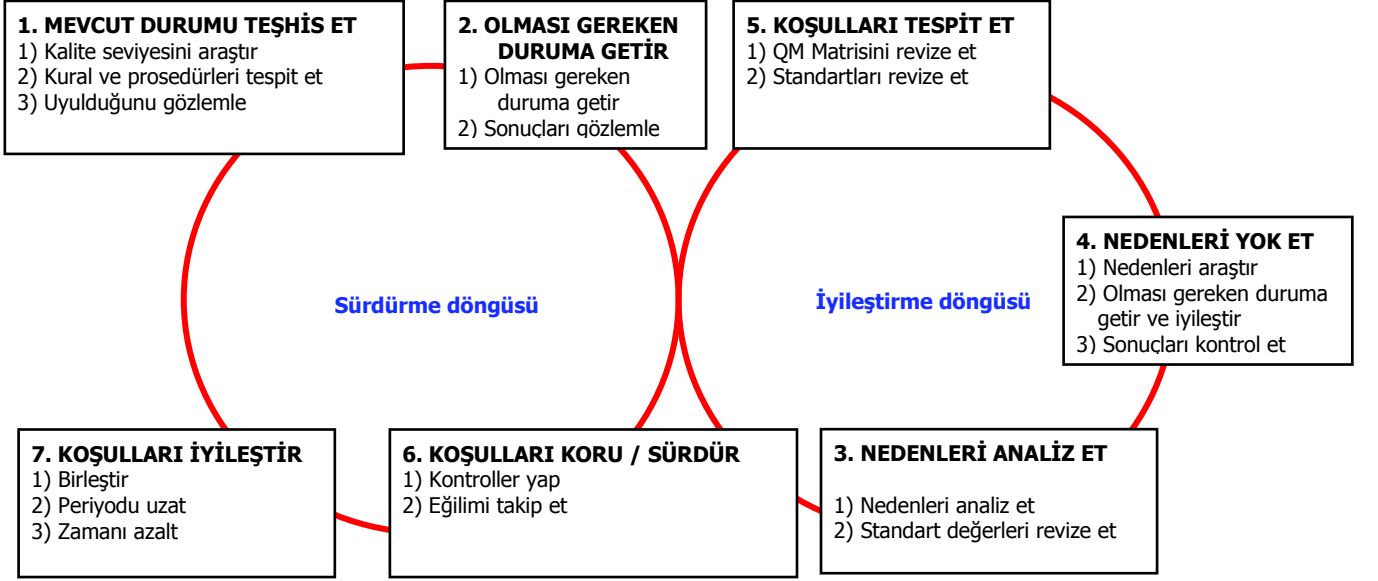 1. MEVCUT DURUMU TEŞHİS ET
1) Kalite seviyesini araştır
2) Kural ve prosedürleri tespit et
3) Uyulduğunu gözlemle
2. OLMASI GEREKEN
DURUMA GETİR
1) Olması gereken
duruma getir
2) Sonuçları gözlemle
5. KOŞULLARI TESPİT ET
1) QM Matrisini revize et
2) Standartları revize et
4. NEDENLERİ YOK ET
1) Nedenleri araştır
2) Olması gereken duruma
getir ve iyileştir
3) Sonuçları kontrol et
Sürdürme döngüsü
İyileştirme döngüsü
7. KOŞULLARI İYİLEŞTİR
1) Birleştir
2) Periyodu uzat
3) Zamanı azalt
6. KOŞULLARI KORU / SÜRDÜR
1) Kontroller yap
2) Eğilimi takip et
3. NEDENLERİ ANALİZ ET
1) Nedenleri analiz et
2) Standart değerleri revize et